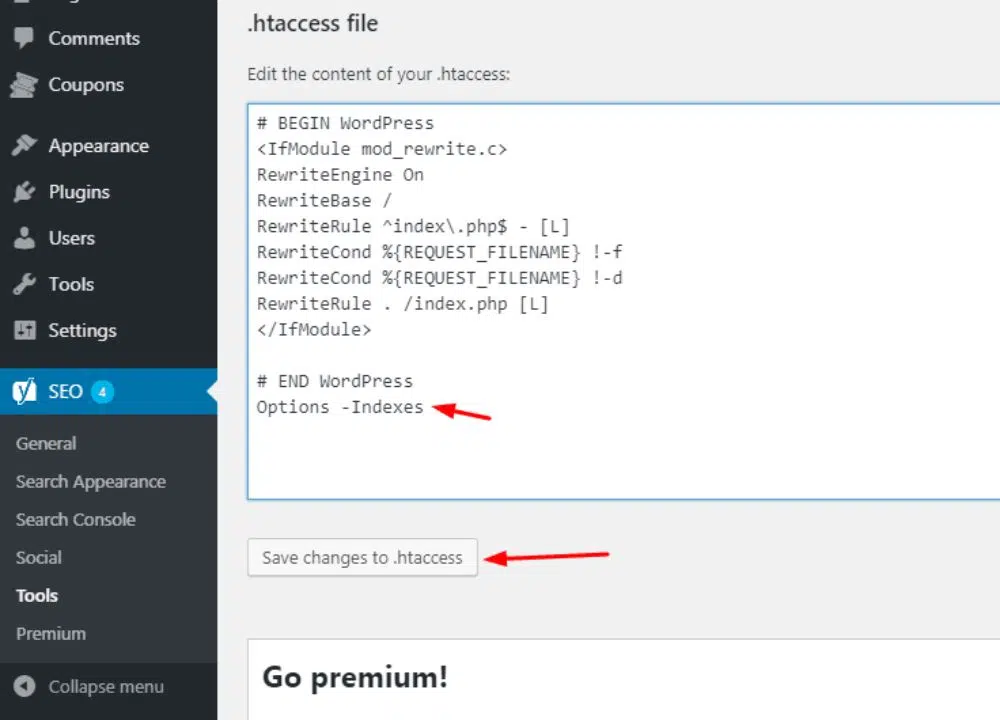 Comments
Coupons
Appearance
Plugins
Users
Tools
Settings
SEO 4
General
Search Appearance
Search Console
Social
Tools
Premium
Collapse menu
.htaccess file
Edit the content of your .htaccess:
# BEGIN WordPress
<IfModule mod_rewrite.c>
RewriteEngine On
RewriteBase /
RewriteRule ^index\.php$ - [L]
RewriteCond %{REQUEST_FILENAME} !-f
RewriteCond %{REQUEST_FILENAME} !-d
RewriteRule . /index.php [L]
</IfModule>
# END WordPress
Options -Indexes
Save changes to .htaccess
Go premium!